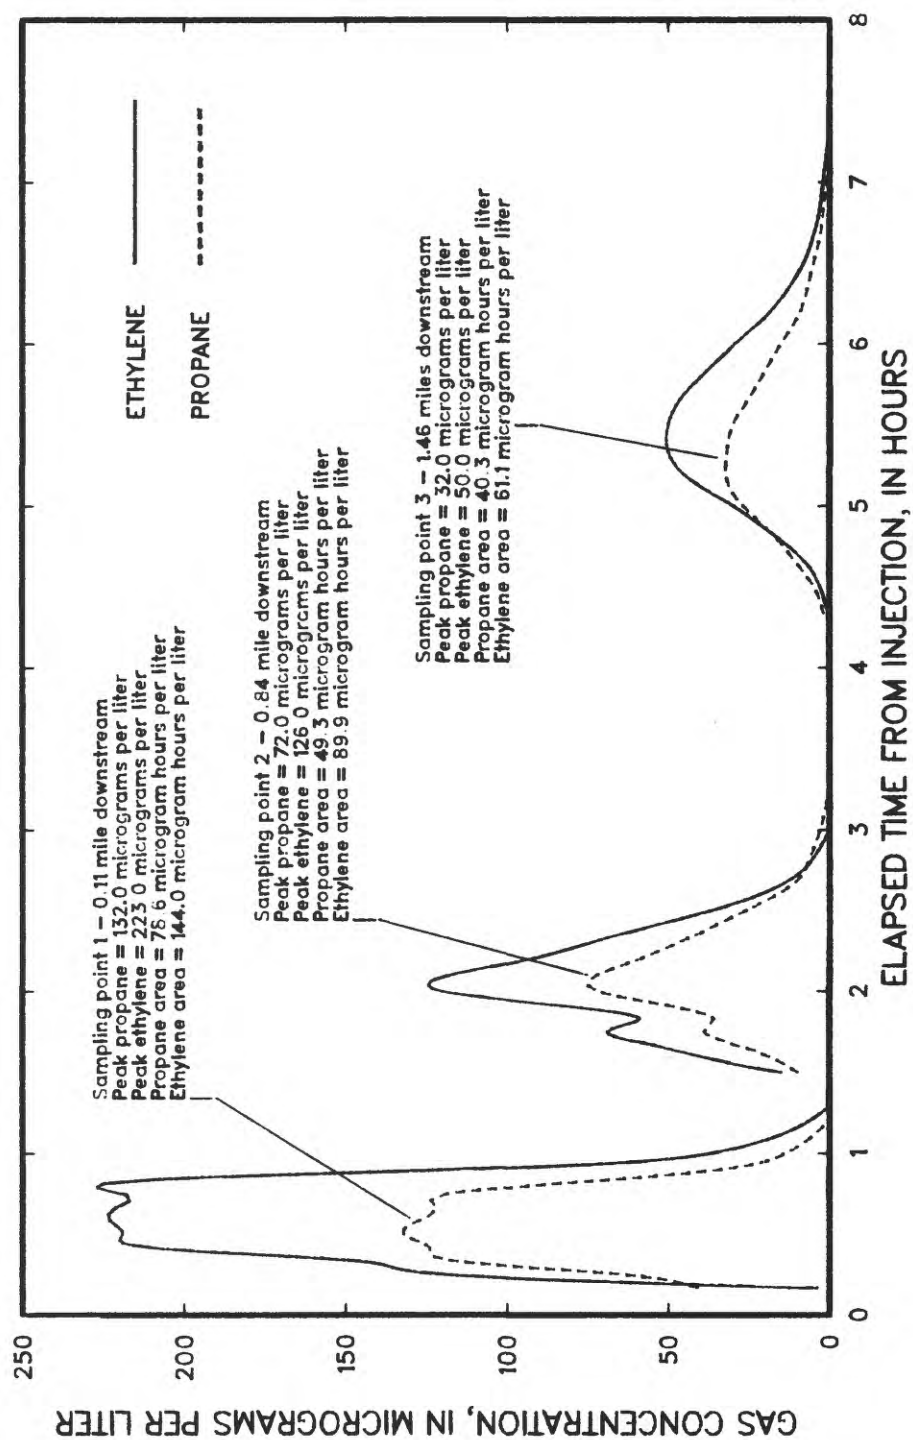 GAS CONCENTRATION, IN MICROGRAMS PER LITER
250
200
150
100
50
0
ETHYLENE
PROPANE
Sampling point 1 - 0.11 mile downstream
Peak propane = 132.0 micrograms per liter
Peak ethylene = 223.0 micrograms per liter
Propane area = 78.6 microgram hours per liter
Ethylene area = 144.0 microgram hours per liter
Sampling point 2 - 0.84 mile downstream
Peak propane = 72.0 micrograms per liter
Peak ethylene = 126.0 micrograms per liter
Propane area = 49.3 microgram hours per liter
Ethylene area = 89.9 microgram hours per liter
Sampling point 3 - 1.46 miles downstream
Peak propane = 32.0 micrograms per liter
Peak ethylene = 50.0 micrograms per liter
Propane area = 40.3 microgram hours per liter
Ethylene area = 61.1 microgram hours per liter
0 1 2 3 4 5 6 7 8
ELAPSED TIME FROM INJECTION, IN HOURS